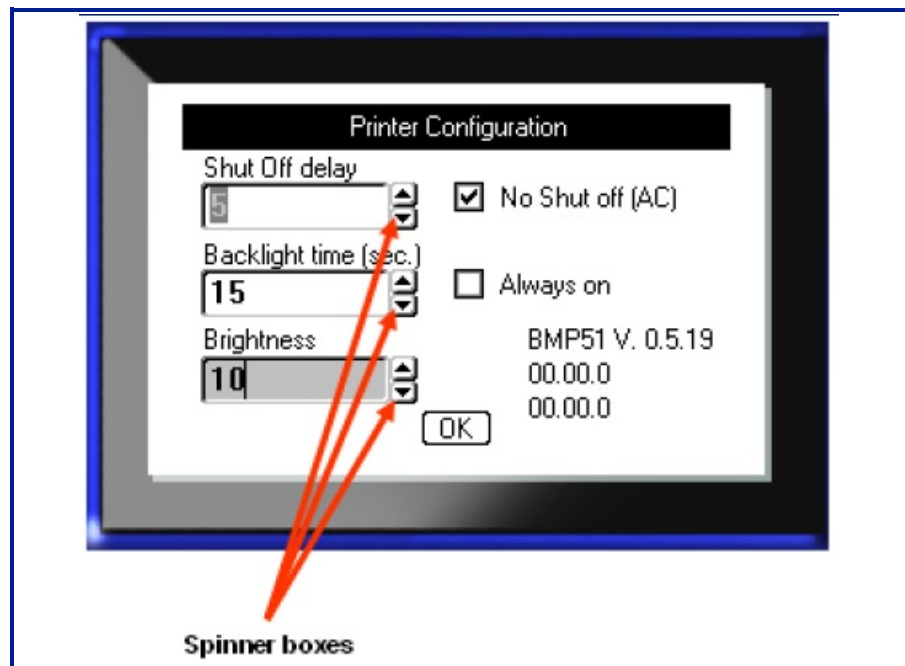 Printer Configuration
Shut Off delay
5
No Shut off (AC)
Backlight time (sec.)
15
Always on
Brightness
10
BMP51 V. 0.5.19
00.00.0
00.00.0
OK
Spinner boxes